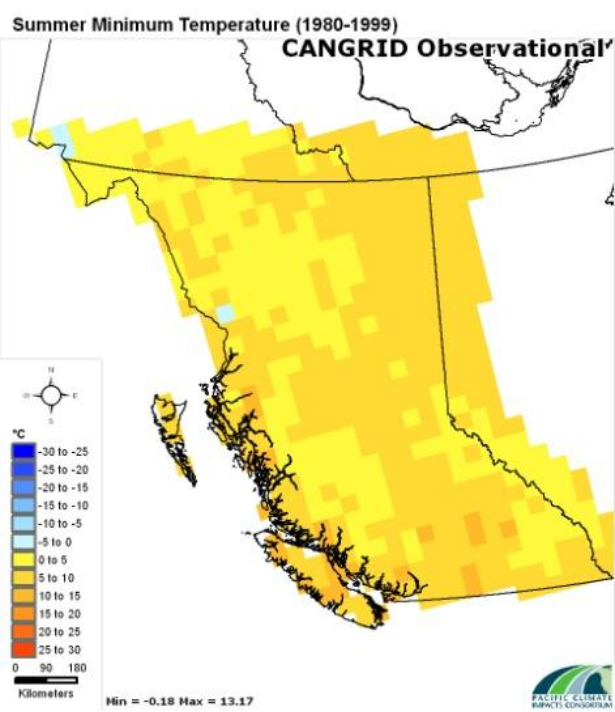 Summer Minimum Temperature (1980-1999)
CANGRID Observational
N
W E
S
°C
-30 to -25
-25 to -20
-20 to -15
-15 to -10
-10 to -5
-5 to 0
0 to 5
5 to 10
10 to 15
15 to 20
20 to 25
25 to 30
0 90 180
Kilometers
Min = -0.18 Max = 13.17
PACIFIC CLIMATE
IMPACTS CONSORTIUM